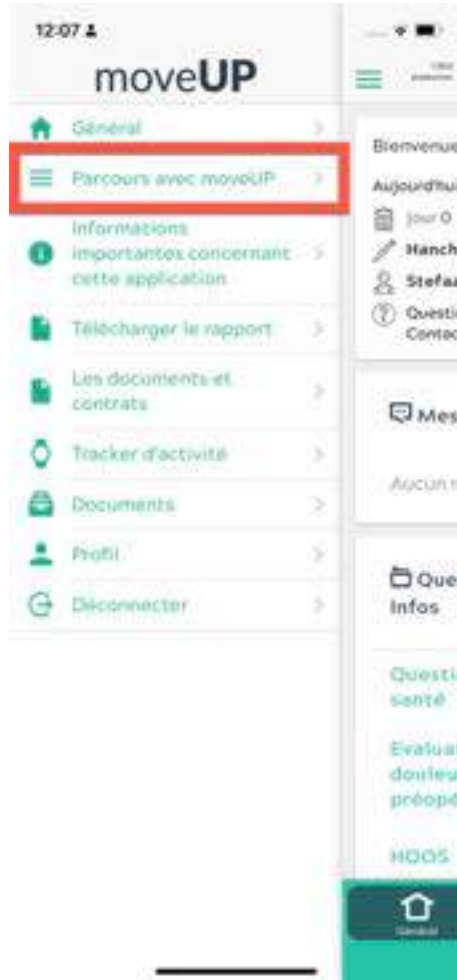 12:07
moveUP
Général
Parcours avec moveUP
Informations
importantes concernant
cette application
Télécharger le rapport
Les documents et
contrats
Tracker d'activité
Documents
Profil
Déconnecter
Bienvenue
Aujourd'hui
jour 0
Hanch
Stefaa
Questi
Contac
Mes
Aucun
Que
Infos
Questi
santé
Evalua
douleu
préopé
HOOS
Général